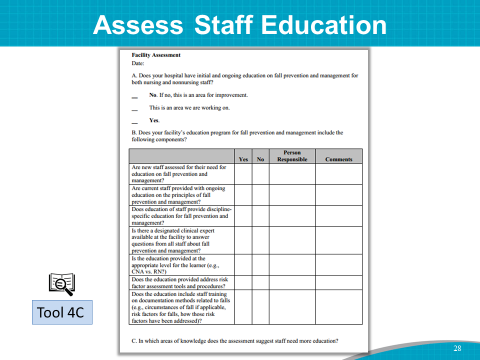 Assess Staff Education
Facility Assessment
Date:
A. Does your hospital have initial and ongoing education on fall prevention and management for
both nursing and nonnursing staff?
__ No. If no, this is an area for improvement.
__ This is an area we are working on.
__ Yes.
B. Does your facility's education program for fall prevention and management include the
following components?
Yes No Person Responsible Comments
Are new staff assessed for their need for
education on fall prevention and
management?
Are current staff provided with ongoing
education on the principles of fall
prevention and management?
Does education of staff provide discipline-
specific education for fall prevention and
management?
Is there a designated clinical expert
available at the facility to answer
questions from all staff about fall
prevention and management?
Is the education provided at the
appropriate level for the learner (e.g.,
CNA vs. RN?)
Does the education provided address risk
factor assessment tools and procedures?
Does the education include staff training
on documentation methods related to falls
(e.g., circumstances of fall if applicable,
risk factors for falls, how those risk
factors have been addressed)?
C. In which areas of knowledge does the assessment suggest staff need more education?
Tool 4C
28